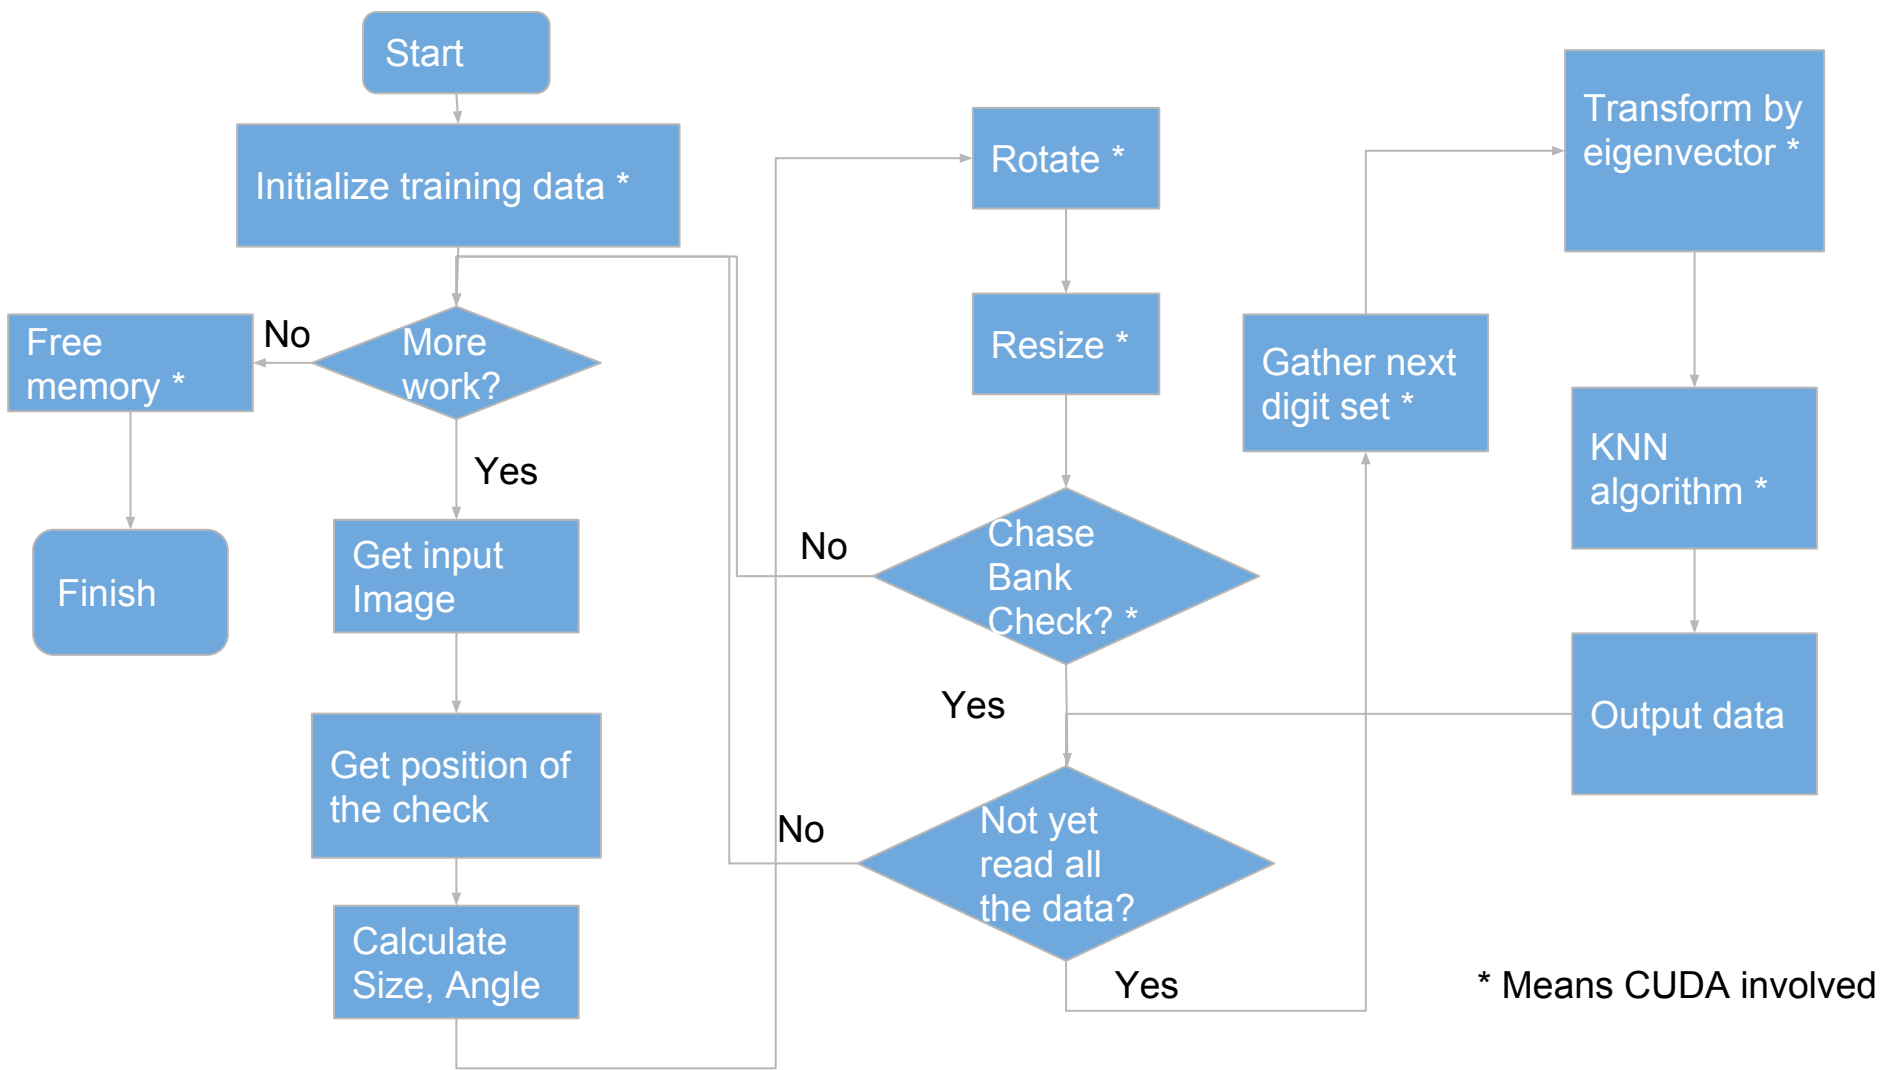 Start
Initialize training data *
More
work?
No
Free
memory *
Finish
Yes
Get input
Image
Get position of
the check
Calculate
Size, Angle
Rotate *
Resize *
Chase
Bank
Check? *
No
Yes
Not yet
read all
the data?
No
Yes
Gather next
digit set *
Transform by
eigenvector *
KNN
algorithm *
Output data
* Means CUDA involved